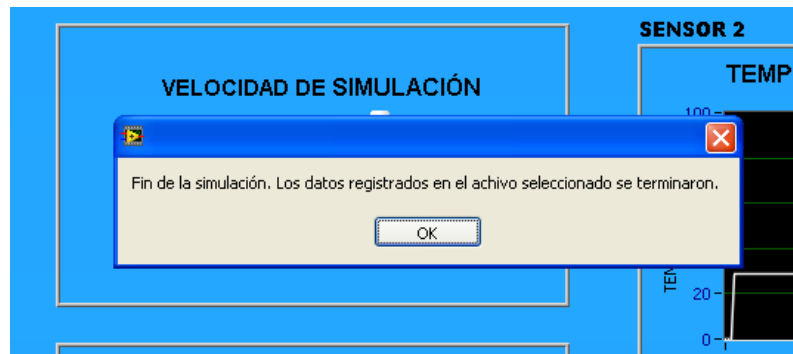 SENSOR 2
VELOCIDAD DE SIMULACIÓN
TEMP
100
Fin de la simulación. Los datos registrados en el achivo seleccionado se terminaron.
OK
TEN
20
0